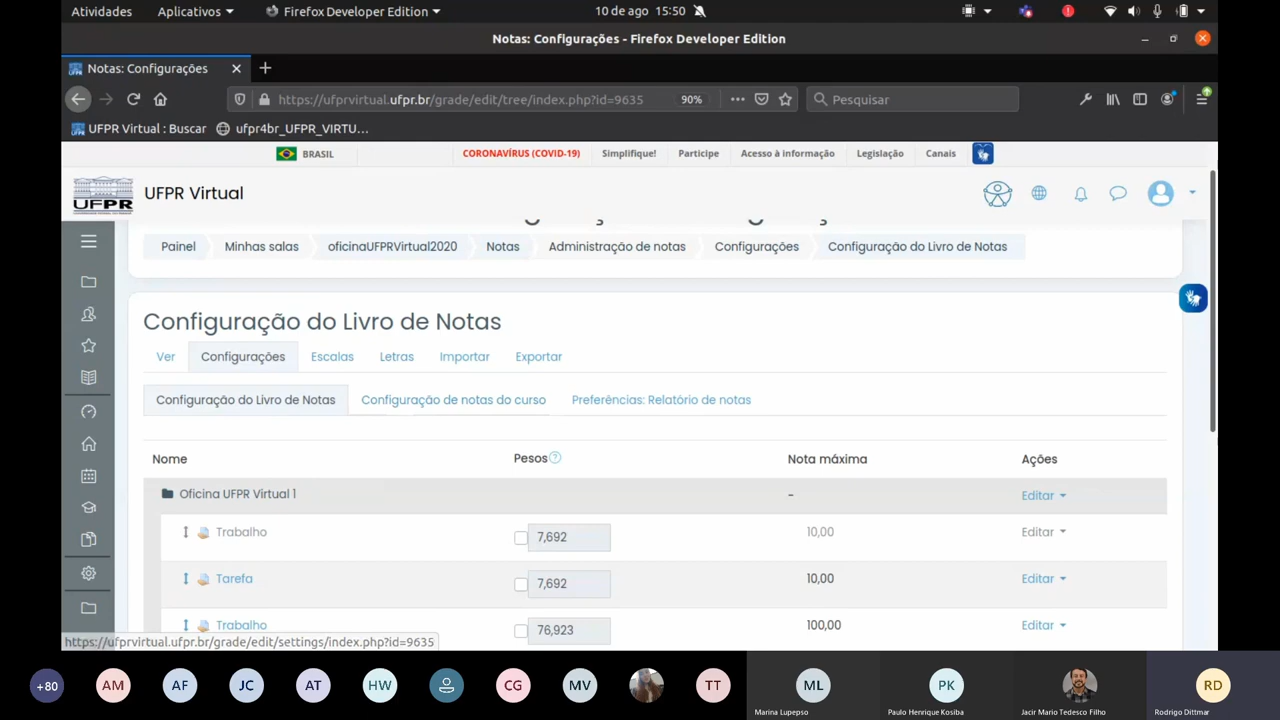 Atividades Aplicativos Firefox Developer Edition 10 de ago 15:50
Notas: Configurações - Firefox Developer Edition
Notas: Configurações
https://ufprvirtual.ufpr.br/grade/edit/tree/index.php?id=9635 90% Pesquisar
UFPR Virtual : Buscar ufpr4br_UFPR_VIRTU...
BRASIL CORONAVÍRUS (COVID-19) Simplifique! Participe Acesso à informação Legislação Canais
UFPR UFPR Virtual
Painel Minhas salas oficinaUFPRVirtual2020 Notas Administração de notas Configurações Configuração do Livro de Notas
Configuração do Livro de Notas
Ver Configurações Escalas Letras Importar Exportar
Configuração do Livro de Notas Configuração de notas do curso Preferências: Relatório de notas
Nome Pesos Nota máxima Ações
Oficina UFPR Virtual 1 - Editar
Trabalho 7,692 10,00 Editar
Tarefa 7,692 10,00 Editar
Trabalho 76,923 100,00 Editar
https://ufprvirtual.ufpr.br/grade/edit/settings/index.php?id=9635
+80 AM AF JC AT HW CG MV TT ML PK RD
Marina Lupepso Paulo Henrique Kosiba Jacir Mario Tedesco Filho Rodrigo Dittmar